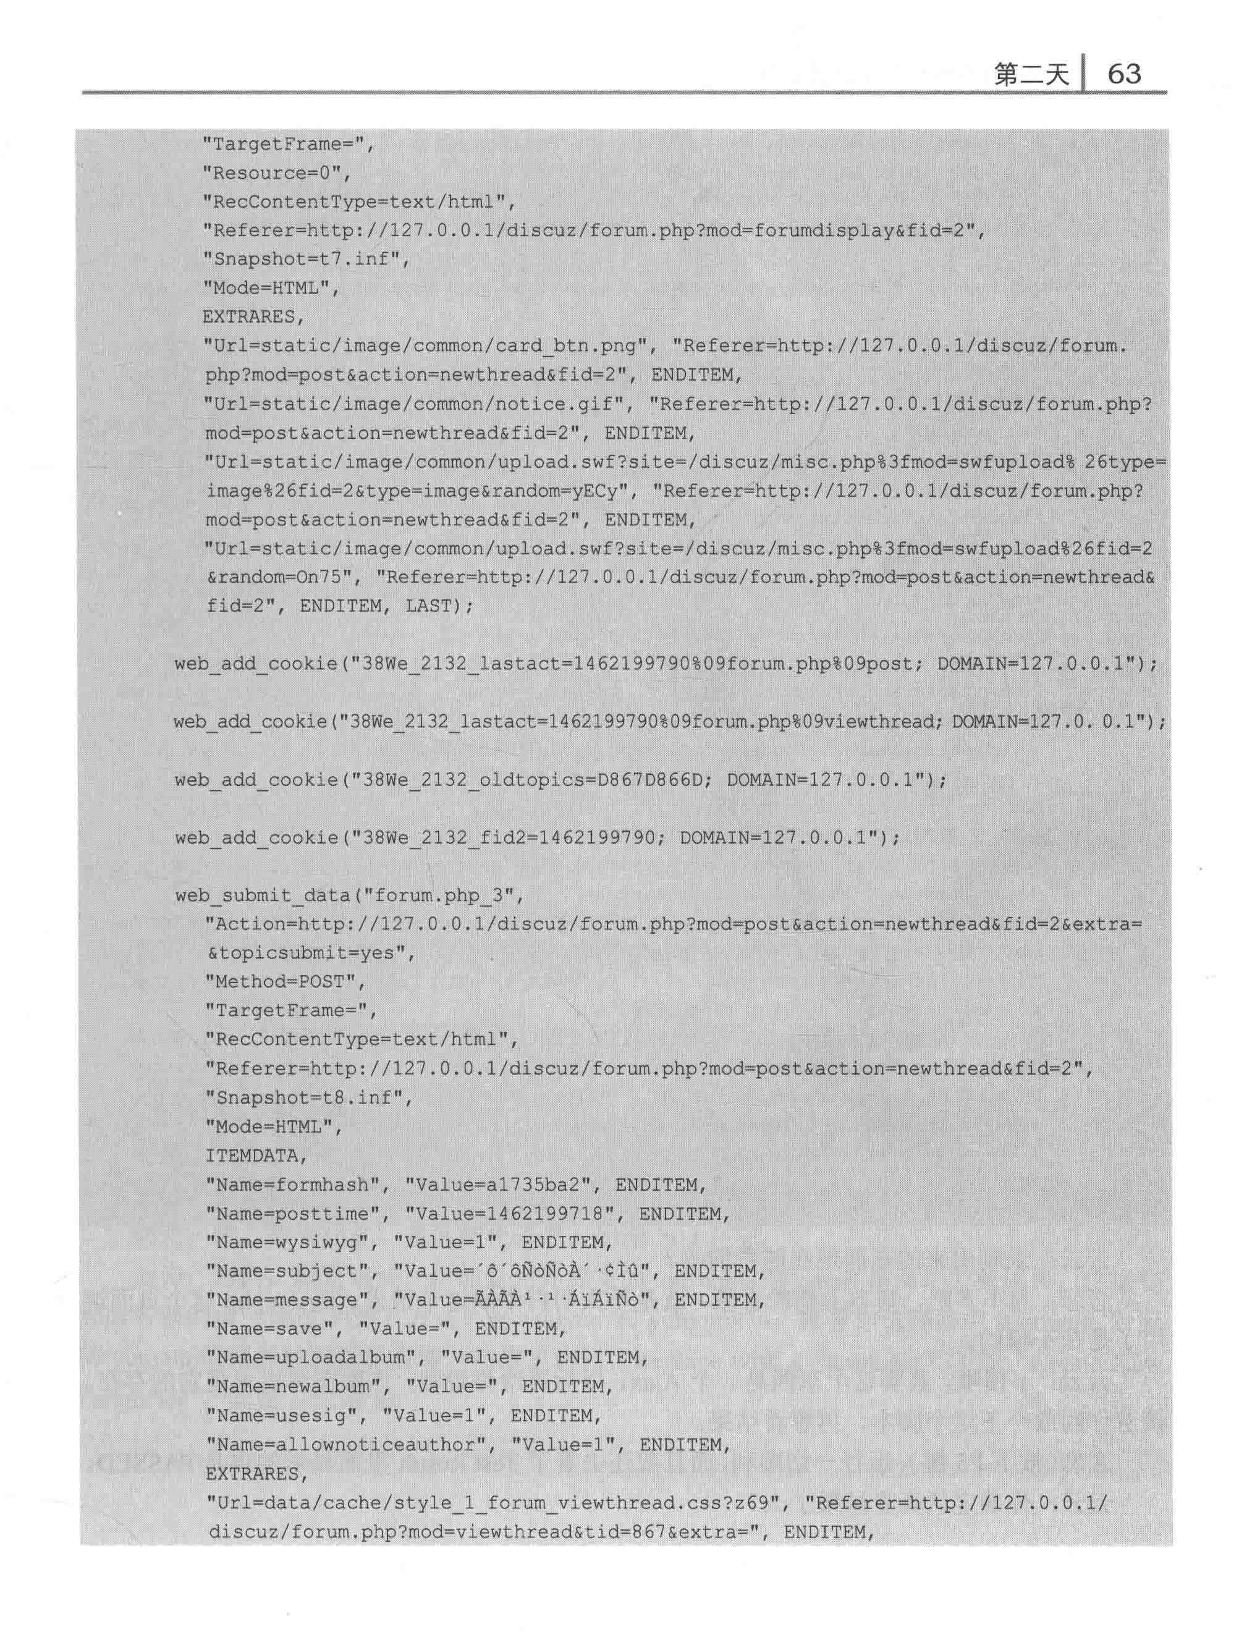 第二天 63
"TargetFrame=",
"Resource=0",
"RecContentType=text/html",
"Referer=http://127.0.0.1/discuz/forum.php?mod=forumdisplay&fid=2",
"Snapshot=t7.inf",
"Mode=HTML",
EXTRARES,
"Url=static/image/common/card_btn.png", "Referer=http://127.0.0.1/discuz/forum.
php?mod=post&action=newthread&fid=2", ENDITEM,
"Url=static/image/common/notice.gif", "Referer=http://127.0.0.1/discuz/forum.php?
mod=post&action=newthread&fid=2", ENDITEM,
"Url=static/image/common/upload.swf?site=/discuz/misc.php%3fmod=swfupload% 26type=
image%26fid=2&type=image&random=yECy", "Referer=http://127.0.0.1/discuz/forum.php?
mod=post&action=newthread&fid=2", ENDITEM,
"Url=static/image/common/upload.swf?site=/discuz/misc.php%3fmod=swfupload%26fid=2
&random=On75", "Referer=http://127.0.0.1/discuz/forum.php?mod=post&action=newthread&
fid=2", ENDITEM, LAST);
web_add_cookie("38We_2132_lastact=1462199790%09forum.php%09post; DOMAIN=127.0.0.1");
web_add_cookie("38We_2132_lastact=1462199790%09forum.php%09viewthread; DOMAIN=127.0. 0.1");
web_add_cookie("38We_2132_oldtopics=D867D866D; DOMAIN=127.0.0.1");
web_add_cookie("38We_2132_fid2=1462199790; DOMAIN=127.0.0.1");
web_submit_data("forum.php_3",
"Action=http://127.0.0.1/discuz/forum.php?mod=post&action=newthread&fid=2&extra=
&topicsubmit=yes",
"Method=POST",
"TargetFrame=",
"RecContentType=text/html",
"Referer=http://127.0.0.1/discuz/forum.php?mod=post&action=newthread&fid=2",
"Snapshot=t8.inf",
"Mode=HTML",
ITEMDATA,
"Name=formhash", "Value=a1735ba2", ENDITEM,
"Name=posttime", "Value=1462199718", ENDITEM,
"Name=wysiwyg", "Value=1", ENDITEM,
"Name=subject", "Value=´ó´óÑòÑòÀ´·¢Ìû", ENDITEM,
"Name=message", "Value=ÃÀÃÀ¹·¹·ÁïÁïÑò", ENDITEM,
"Name=save", "Value=", ENDITEM,
"Name=uploadalbum", "Value=", ENDITEM,
"Name=newalbum", "Value=", ENDITEM,
"Name=usesig", "Value=1", ENDITEM,
"Name=allownoticeauthor", "Value=1", ENDITEM,
EXTRARES,
"Url=data/cache/style_1_forum_viewthread.css?z69", "Referer=http://127.0.0.1/
discuz/forum.php?mod=viewthread&tid=867&extra=", ENDITEM,